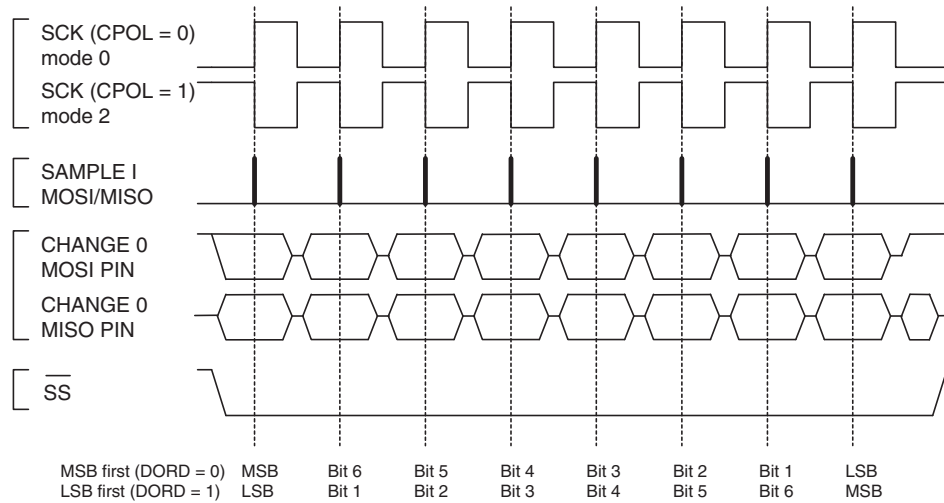 SCK (CPOL = 0)
mode 0
SCK (CPOL = 1)
mode 2
SAMPLE I
MOSI/MISO
CHANGE 0
MOSI PIN
CHANGE 0
MISO PIN
SS
MSB first (DORD = 0) MSB Bit 6 Bit 5 Bit 4 Bit 3 Bit 2 Bit 1 LSB
LSB first (DORD = 1) LSB Bit 1 Bit 2 Bit 3 Bit 4 Bit 5 Bit 6 MSB